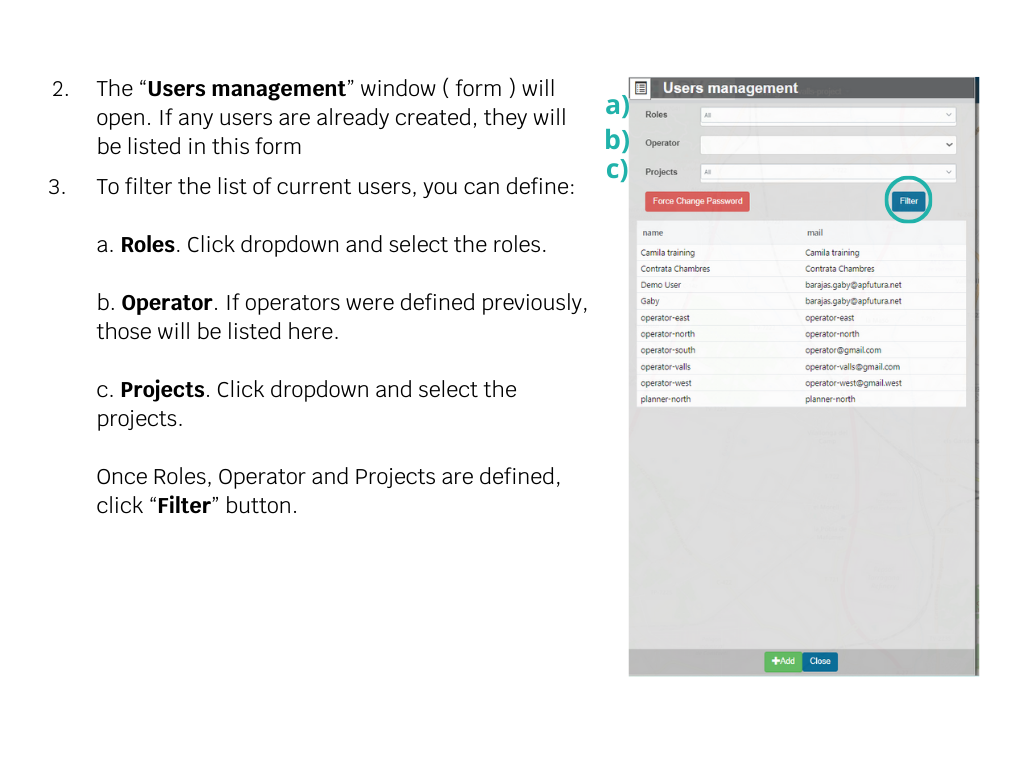 2. The “Users management” window ( form ) will
open. If any users are already created, they will
be listed in this form
3. To filter the list of current users, you can define:
a. Roles. Click dropdown and select the roles.
b. Operator. If operators were defined previously,
those will be listed here.
c. Projects. Click dropdown and select the
projects.
Once Roles, Operator and Projects are defined,
click “Filter” button.
Users management
a) Roles All
b) Operator
c) Projects All
Force Change Password Filter
name mail
Camila training Camila training
Contrata Chambres Contrata Chambres
Demo User barajas.gaby@apfutura.net
Gaby barajas.gaby@apfutura.net
operator-east operator-east
operator-north operator-north
operator-south operator@gmail.com
operator-valls operator-valls@gmail.com
operator-west operator-west@gmail.west
planner-north planner-north
Add Close